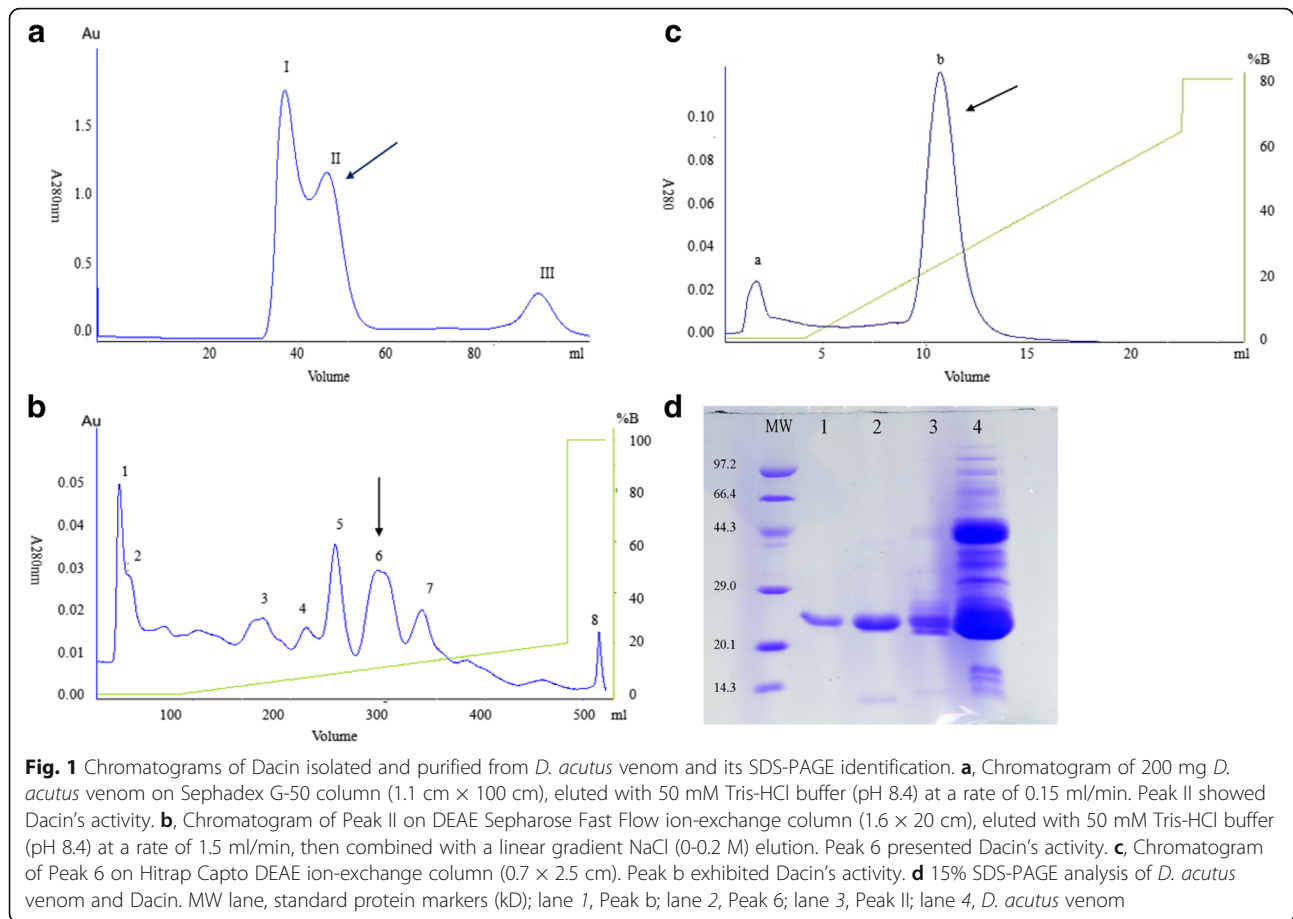 a
Au
I
II
III
1.5
1.0
0.5
0.0
A280nm
20
40
60
80
ml
Volume
b
Au
%B
1
2
3
4
5
6
7
8
0.05
0.04
0.03
0.02
0.01
0.00
A280nm
100
80
60
40
20
0
100
200
300
400
500
ml
Volume
c
b
a
%B
0.10
0.08
0.06
0.04
0.02
0.00
A280
80
60
40
20
0
5
10
15
20
ml
Volume
d
MW 1 2 3 4
97.2
66.4
44.3
29.0
20.1
14.3
Fig. 1 Chromatograms of Dacin isolated and purified from D. acutus venom and its SDS-PAGE identification. a, Chromatogram of 200 mg D.
acutus venom on Sephadex G-50 column (1.1 cm × 100 cm), eluted with 50 mM Tris-HCl buffer (pH 8.4) at a rate of 0.15 ml/min. Peak II showed
Dacin's activity. b, Chromatogram of Peak II on DEAE Sepharose Fast Flow ion-exchange column (1.6 × 20 cm), eluted with 50 mM Tris-HCl buffer
(pH 8.4) at a rate of 1.5 ml/min, then combined with a linear gradient NaCl (0-0.2 M) elution. Peak 6 presented Dacin's activity. c, Chromatogram
of Peak 6 on Hitrap Capto DEAE ion-exchange column (0.7 × 2.5 cm). Peak b exhibited Dacin's activity. d 15% SDS-PAGE analysis of D. acutus
venom and Dacin. MW lane, standard protein markers (kD); lane 1, Peak b; lane 2, Peak 6; lane 3, Peak II; lane 4, D. acutus venom